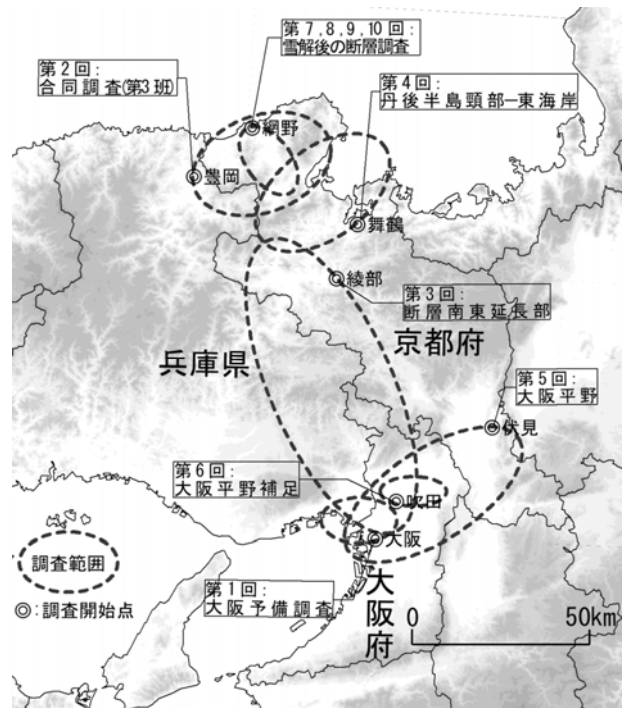 第7,8,9,10回:
雪解後の断層調査
第2回:
合同調査(第3班)
第4回:
丹後半島頸部ー東海岸
網野
豊岡
舞鶴
綾部
第3回:
断層南東延長部
京都府
兵庫県
第5回:
大阪平野
伏見
第6回:
大阪平野補足
吹田
大阪
調査範囲
◎:調査開始点
第1回:
大阪予備調査
大阪府
0
50km